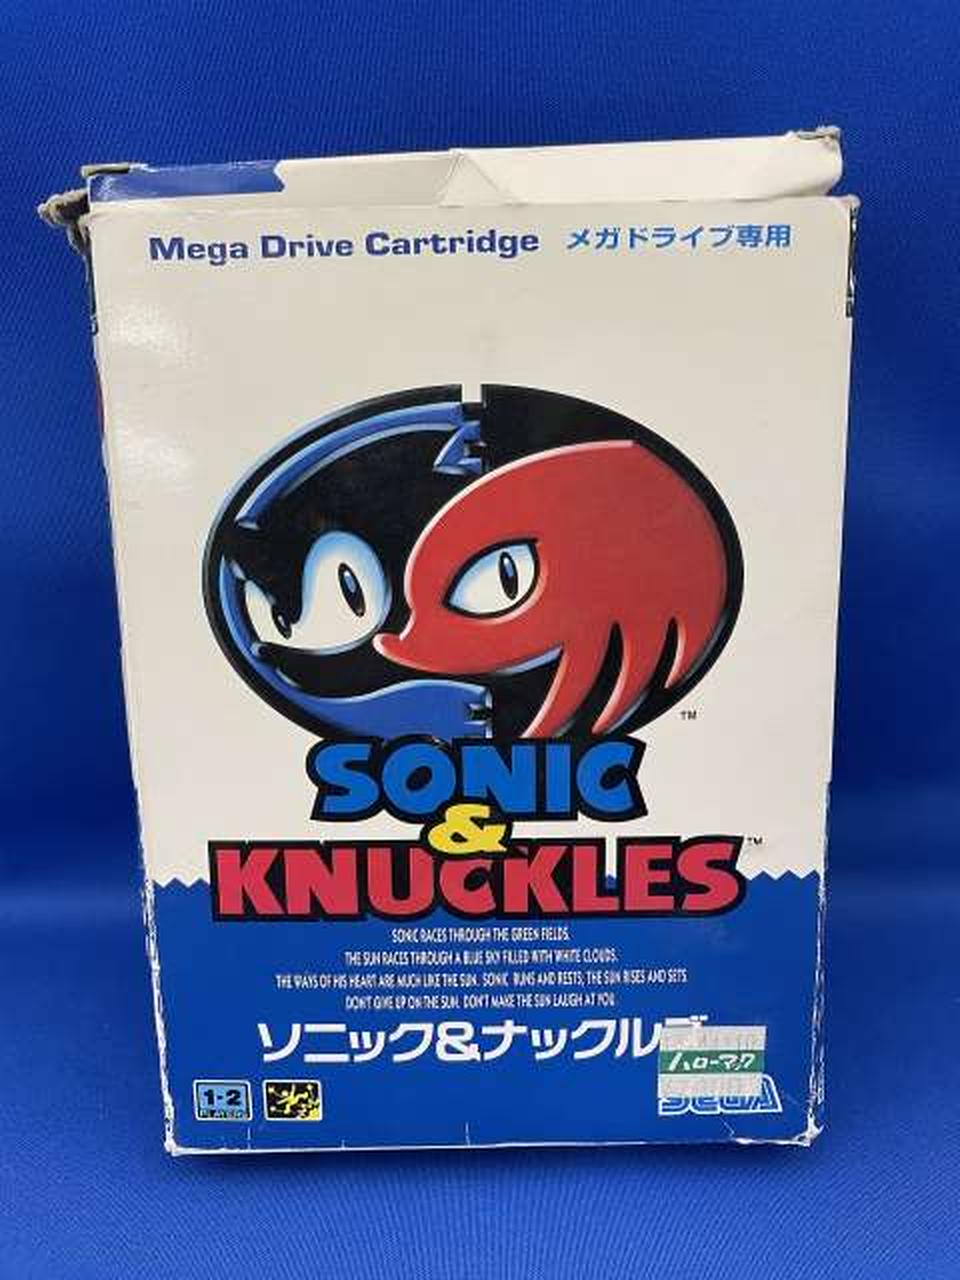 Mega Drive Cartridge メガドライブ専用
TM
SONIC
&
KNUCKLES TM
SONIC RACES THROUGH THE GREEN FIELDS.
THE SUN RACES THROUGH A BLUE SKY FILLED WITH WHITE CLOUDS.
THE WAYS OF HIS HEART ARE MUCH LIKE THE SUN. SONIC RUNS AND RESTS; THE SUN RISES AND SETS.
DON'T GIVE UP ON THE SUN. DON'T MAKE THE SUN LAUGH AT YOU.
ソニック&ナックルズ
ハローマック
1-2
PLAYERS
SEGA